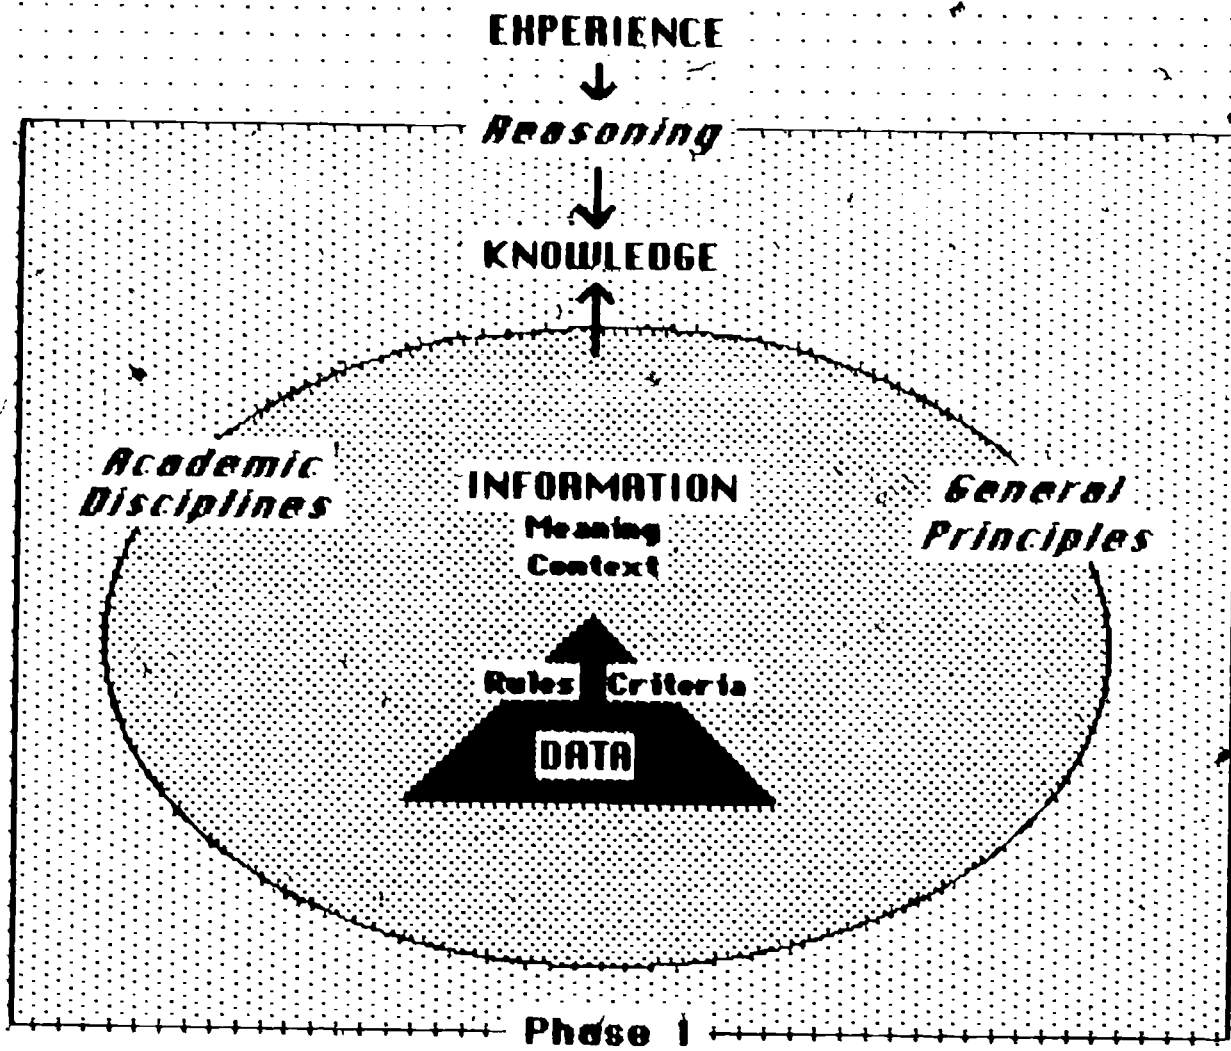 EXPERIENCE
Reasoning
KNOWLEDGE
Academic
Disciplines
INFORMATION
Meaning
Context
General
Principles
Rules Criteria
DATA
Phase 1